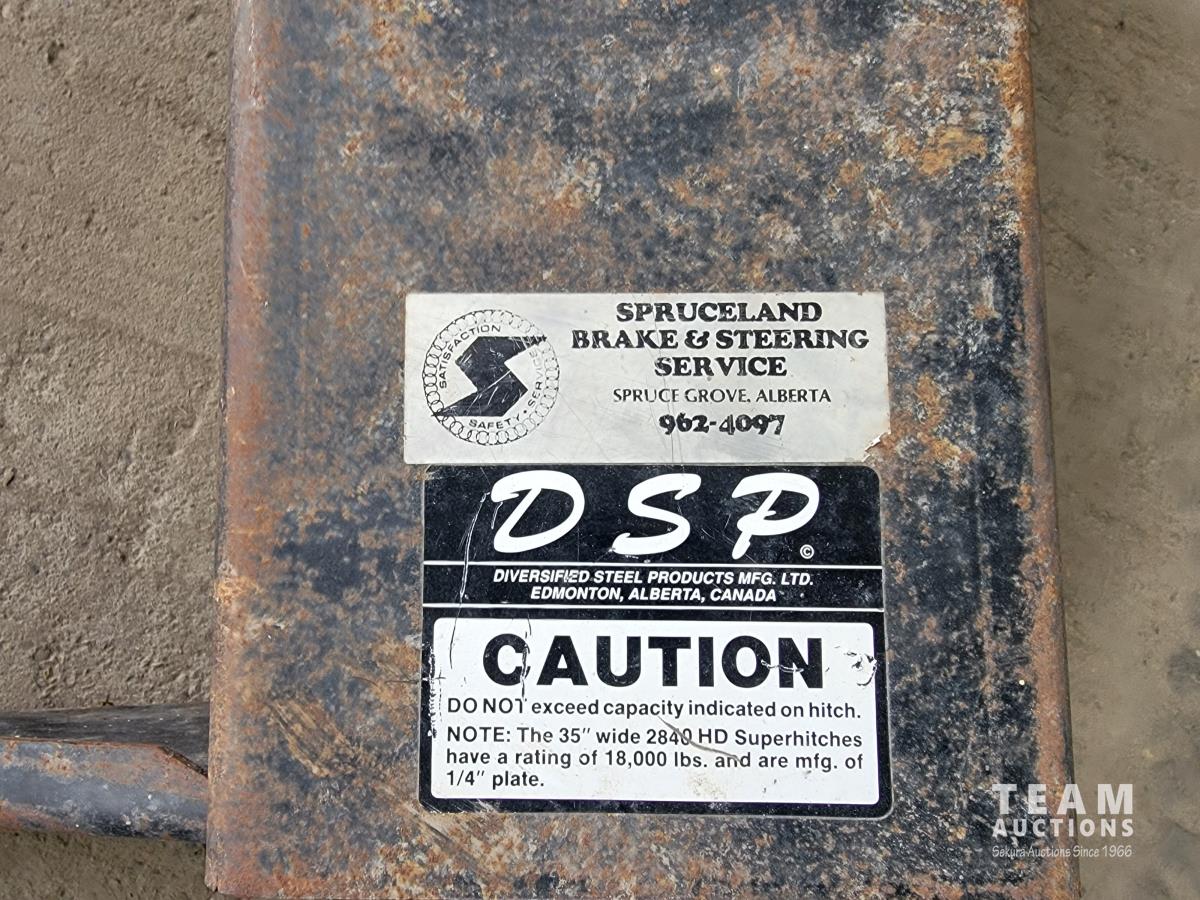 SPRUCELAND
BRAKE & STEERING
SERVICE
SPRUCE GROVE, ALBERTA
962-4097
SATISFACTION
SAFETY • SERVICE
DSP ©
DIVERSIFIED STEEL PRODUCTS MFG. LTD.
EDMONTON, ALBERTA, CANADA
CAUTION
DO NOT exceed capacity indicated on hitch.
NOTE: The 35" wide 2840 HD Superhitches
have a rating of 18,000 lbs. and are mfg. of
1/4" plate.
TEAM
AUCTIONS
Sekura Auctions Since 1966